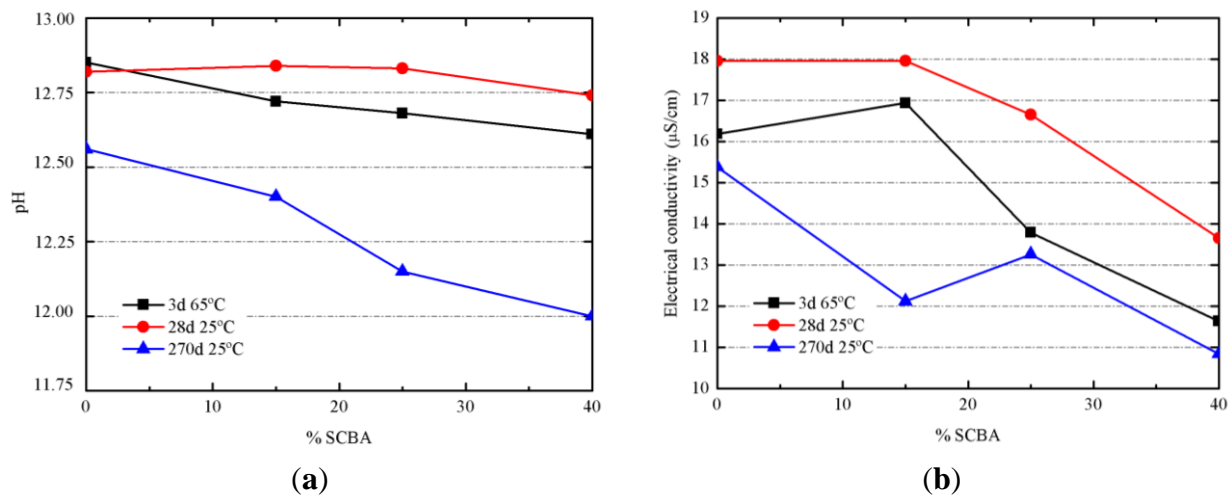 13.00
12.75
12.50
12.25
12.00
11.75
pH
3d 65°C
28d 25°C
270d 25°C
0
10
20
30
40
% SCBA
(a)
19
18
17
16
15
14
13
12
11
10
Electrical conductivity (μS/cm)
3d 65°C
28d 25°C
270d 25°C
0
10
20
30
40
% SCBA
(b)